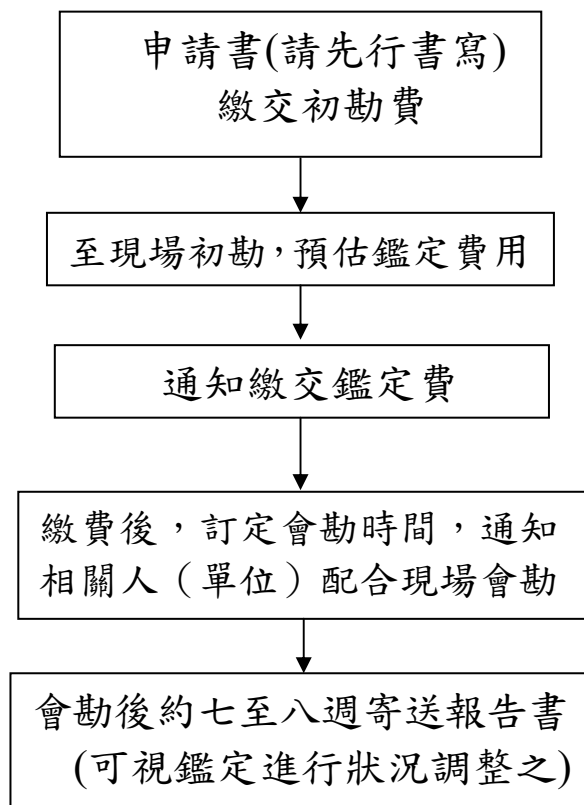 申請書(請先行書寫)
繳交初勘費
至現場初勘，預估鑑定費用
通知繳交鑑定費
繳費後，訂定會勘時間，通知
相關人（單位）配合現場會勘
會勘後約七至八週寄送報告書
(可視鑑定進行狀況調整之)